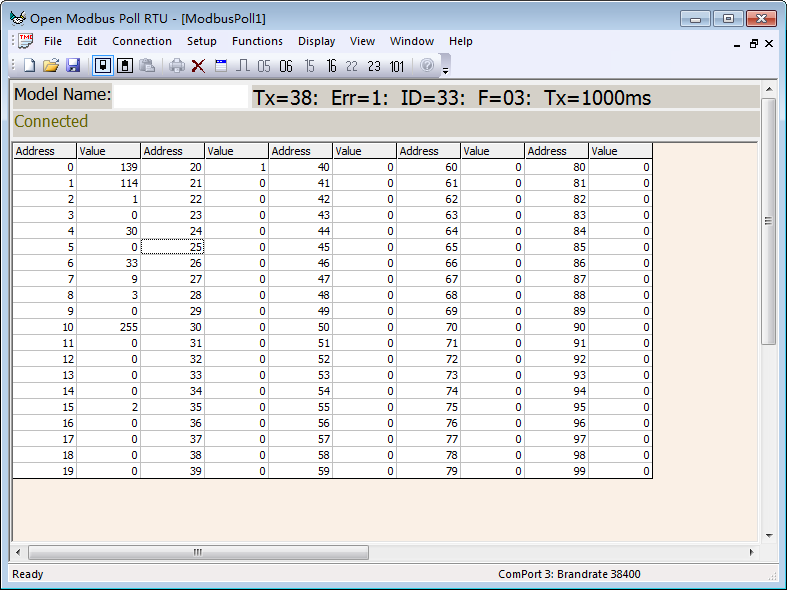 Open Modbus Poll RTU - [ModbusPoll1]
File Edit Connection Setup Functions Display View Window Help
05 06 15 16 22 23 101
Model Name: Tx=38: Err=1: ID=33: F=03: Tx=1000ms
Connected
Address Value Address Value Address Value Address Value Address Value
0 139 20 1 40 0 60 0 80 0
1 114 21 0 41 0 61 0 81 0
2 1 22 0 42 0 62 0 82 0
3 0 23 0 43 0 63 0 83 0
4 30 24 0 44 0 64 0 84 0
5 0 25 0 45 0 65 0 85 0
6 33 26 0 46 0 66 0 86 0
7 9 27 0 47 0 67 0 87 0
8 3 28 0 48 0 68 0 88 0
9 0 29 0 49 0 69 0 89 0
10 255 30 0 50 0 70 0 90 0
11 0 31 0 51 0 71 0 91 0
12 0 32 0 52 0 72 0 92 0
13 0 33 0 53 0 73 0 93 0
14 0 34 0 54 0 74 0 94 0
15 2 35 0 55 0 75 0 95 0
16 0 36 0 56 0 76 0 96 0
17 0 37 0 57 0 77 0 97 0
18 0 38 0 58 0 78 0 98 0
19 0 39 0 59 0 79 0 99 0
Ready ComPort 3: Brandrate 38400